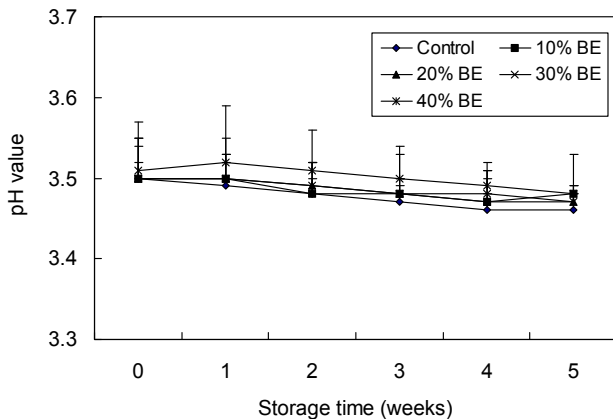 3.7
3.6
3.5
3.4
3.3
pH value
Control
10% BE
20% BE
30% BE
40% BE
0 1 2 3 4 5
Storage time (weeks)